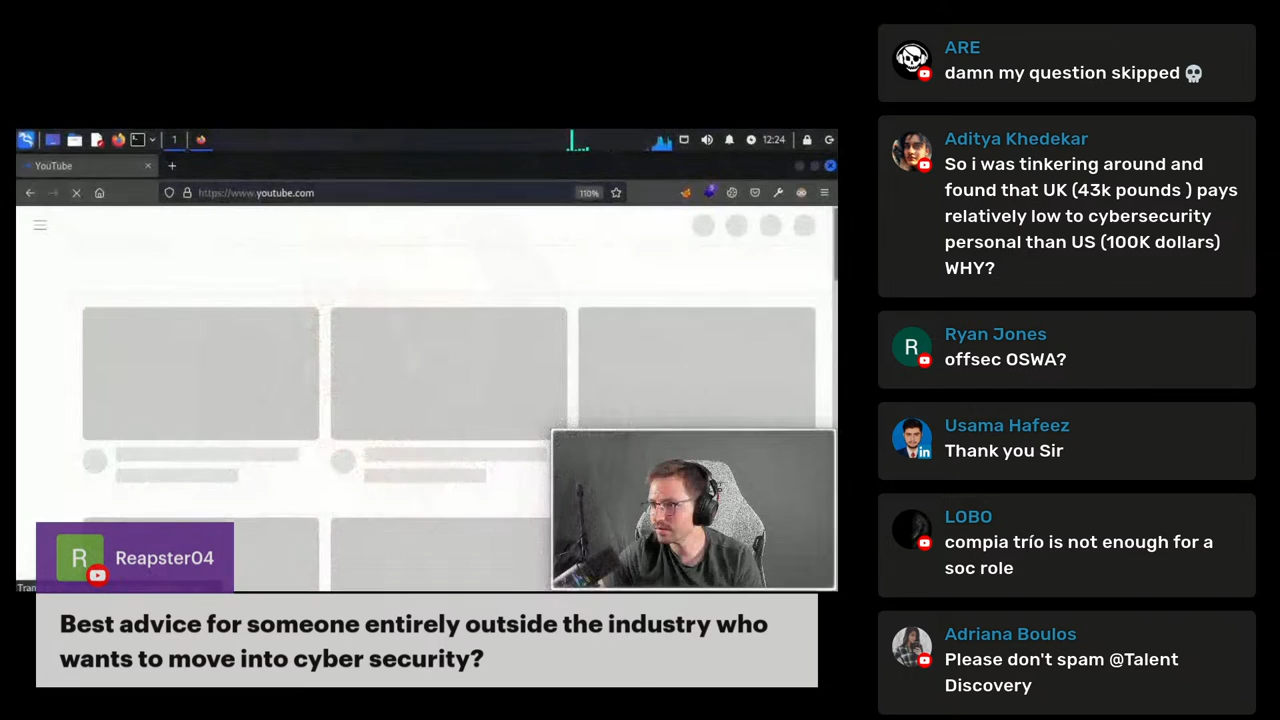 1
12:24
YouTube
https://www.youtube.com
110%
R
Reapster04
Tran
Best advice for someone entirely outside the industry who
wants to move into cyber security?
ARE
damn my question skipped 💀
Aditya Khedekar
So i was tinkering around and
found that UK (43k pounds ) pays
relatively low to cybersecurity
personal than US (100K dollars)
WHY?
R
Ryan Jones
offsec OSWA?
Usama Hafeez
in
Thank you Sir
LOBO
compia trío is not enough for a
soc role
Adriana Boulos
Please don't spam @Talent
Discovery